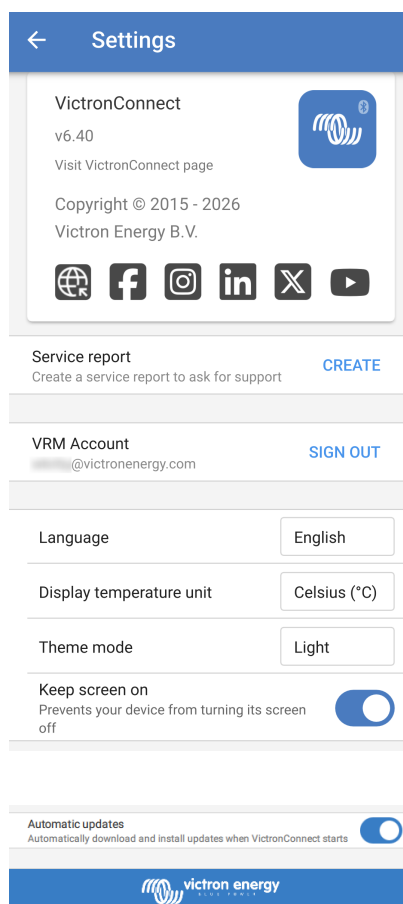 Settings
VictronConnect
v6.40
Visit VictronConnect page
Copyright © 2015 - 2026
Victron Energy B.V.
Service report
Create a service report to ask for support
CREATE
VRM Account
@victronenergy.com
SIGN OUT
Language
English
Display temperature unit
Celsius (°C)
Theme mode
Light
Keep screen on
Prevents your device from turning its screen
off
Automatic updates
Automatically download and install updates when VictronConnect starts
victron energy
BLUE POWER